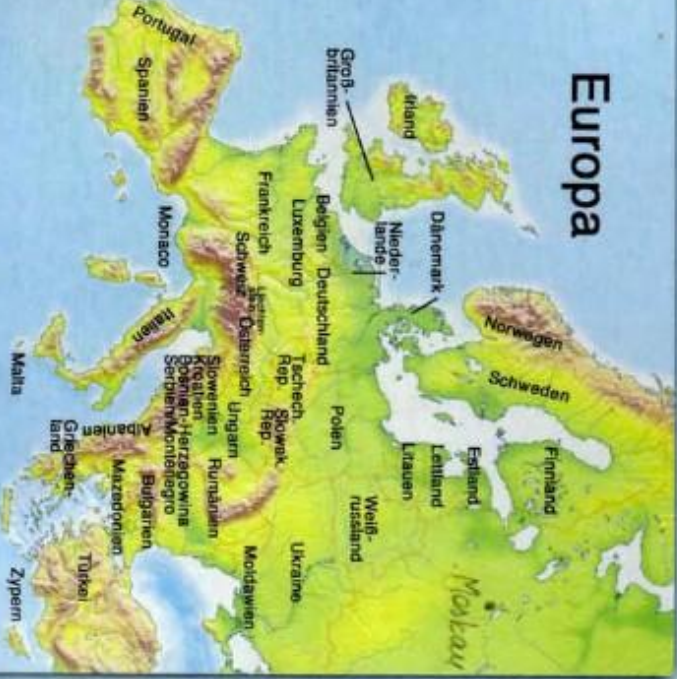 Europa
Norwegen
Schweden
Finnland
Estland
Lettland
Litauen
Irland
Groß-
britannien
Dänemark
Nieder-
lande
Belgien
Luxemburg
Deutschland
Polen
Weiß-
russland
Moskau
Frankreich
Schweiz
Österreich
Tschech.
Rep.
Slowak.
Rep.
Ungarn
Ukraine
Moldawien
Rumänien
Slowenien
Kroatien
Bosnien-Herzegowina
Serbien/Montenegro
Bulgarien
Mazedonien
Albanien
Griechen-
land
Türkei
Zypern
Malta
Italien
Monaco
Spanien
Portugal